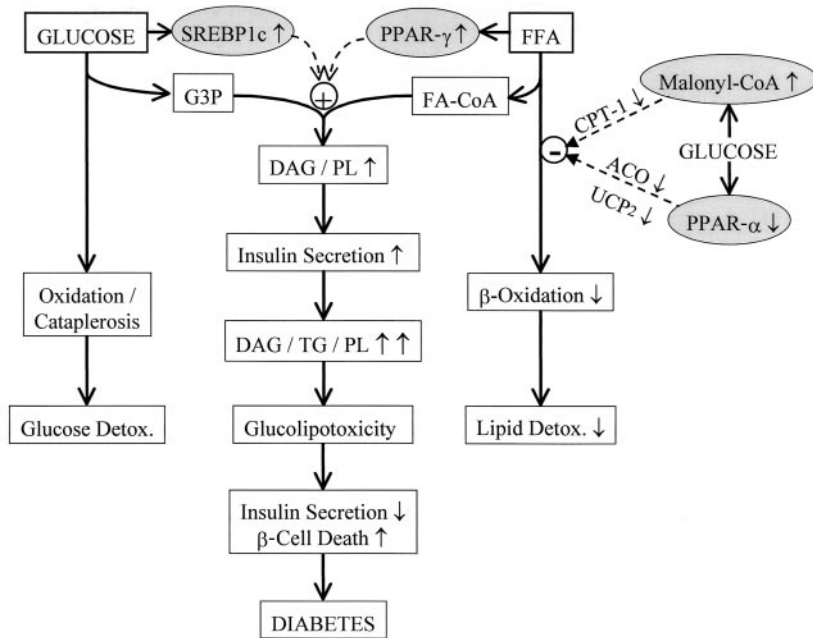 GLUCOSE
SREBP1c ↑
PPAR-γ ↑
FFA
G3P
+
FA-CoA
Malonyl-CoA ↑
CPT-1 ↓
-
GLUCOSE
ACO ↓
UCP2 ↓
PPAR-α ↓
DAG / PL ↑
Insulin Secretion ↑
Oxidation /
Cataplerosis
β-Oxidation ↓
DAG / TG / PL ↑ ↑
Glucose Detox.
Glucolipotoxicity
Lipid Detox. ↓
Insulin Secretion ↓
β-Cell Death ↑
DIABETES